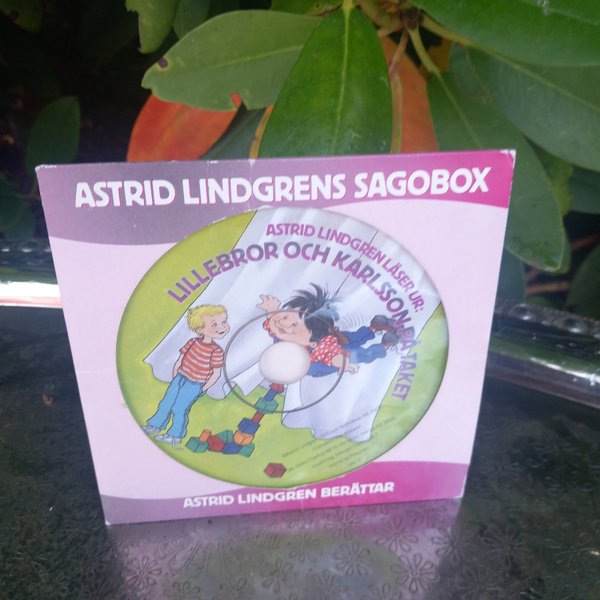 ASTRID LINDGRENS SAGOBOX
ASTRID LINDGREN LÄSER UR:
LILLEBROR OCH KARLSSON PÅ TAKET
ASTRID LINDGREN BERÄTTAR